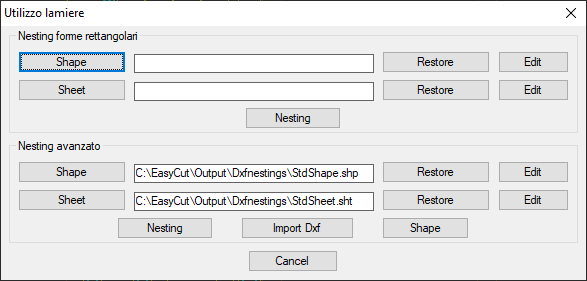 Utilizzo lamiere
Nesting forme rettangolari
Shape Restore Edit
Sheet Restore Edit
Nesting
Nesting avanzato
Shape C:\EasyCut\Output\Dxfnestings\StdShape.shp Restore Edit
Sheet C:\EasyCut\Output\Dxfnestings\StdSheet.sht Restore Edit
Nesting Import Dxf Shape
Cancel